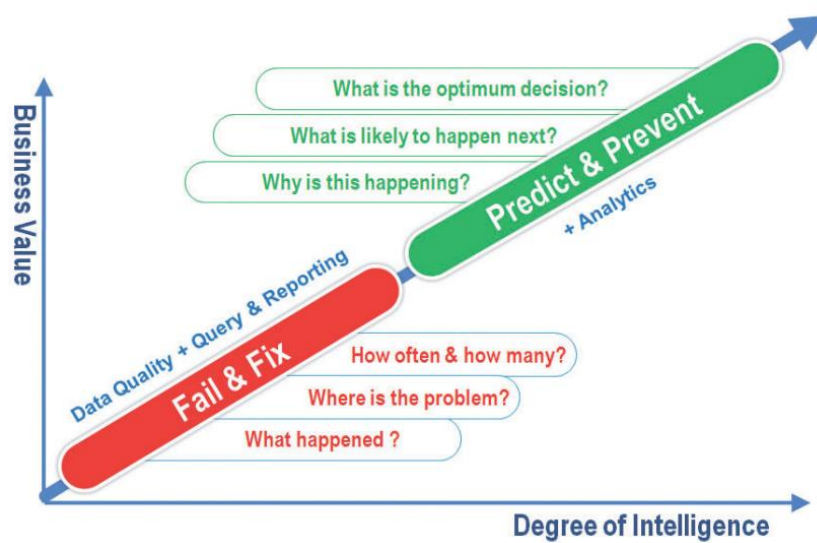 What is the optimum decision?
What is likely to happen next?
Why is this happening?
Predict & Prevent
+ Analytics
Business Value
Data Quality + Query & Reporting
Fail & Fix
How often & how many?
Where is the problem?
What happened ?
Degree of Intelligence